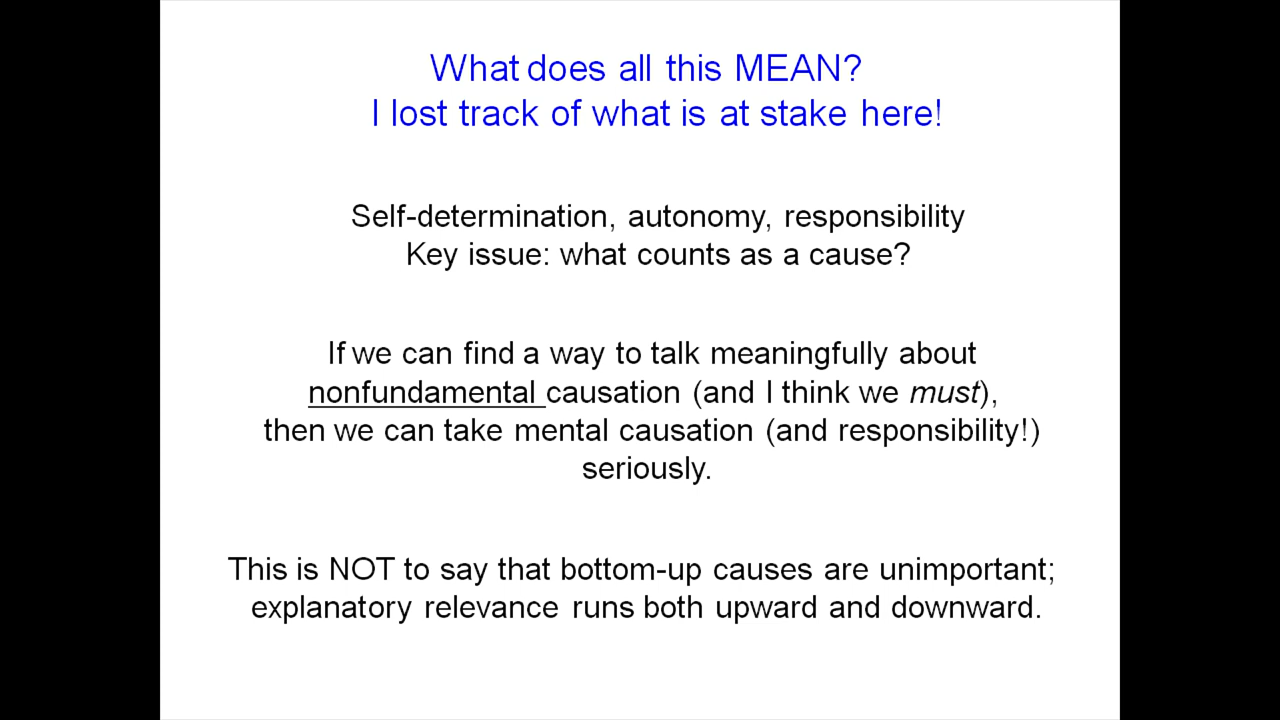 What does all this MEAN?
I lost track of what is at stake here!
Self-determination, autonomy, responsibility
Key issue: what counts as a cause?
If we can find a way to talk meaningfully about
nonfundamental causation (and I think we must),
then we can take mental causation (and responsibility!)
seriously.
This is NOT to say that bottom-up causes are unimportant;
explanatory relevance runs both upward and downward.